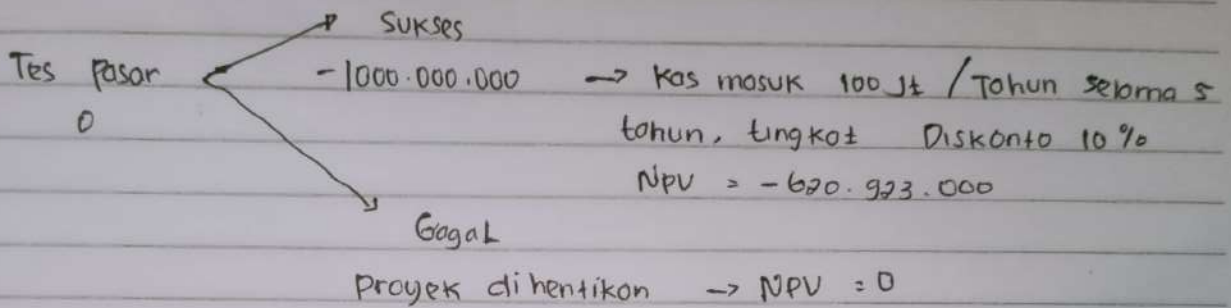 Sukses
Tes pasar -1000.000.000 → Kas masuk 100 Jt / Tahun selama 5
0 tahun, tingkat Diskonto 10 %
NPV = -620.923.000
Gagal
Proyek dihentikan → NPV = 0